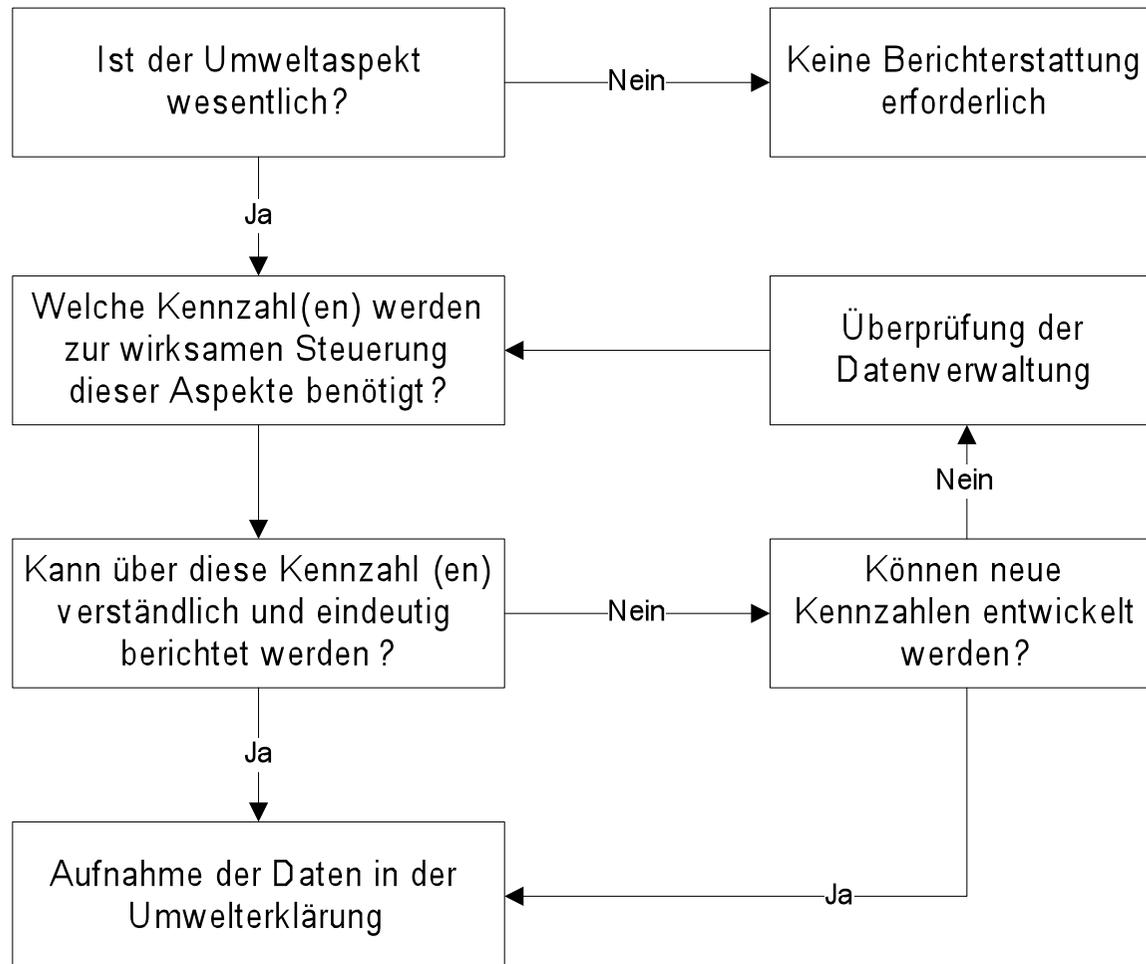 Ist der Umweltaspekt
wesentlich?
Nein
Keine Berichterstattung
erforderlich
Ja
Welche Kennzahl(en) werden
zur wirksamen Steuerung
dieser Aspekte benötigt?
Überprüfung der
Datenverwaltung
Nein
Kann über diese Kennzahl (en)
verständlich und eindeutig
berichtet werden ?
Nein
Können neue
Kennzahlen entwickelt
werden?
Ja
Aufnahme der Daten in der
Umwelterklärung
Ja